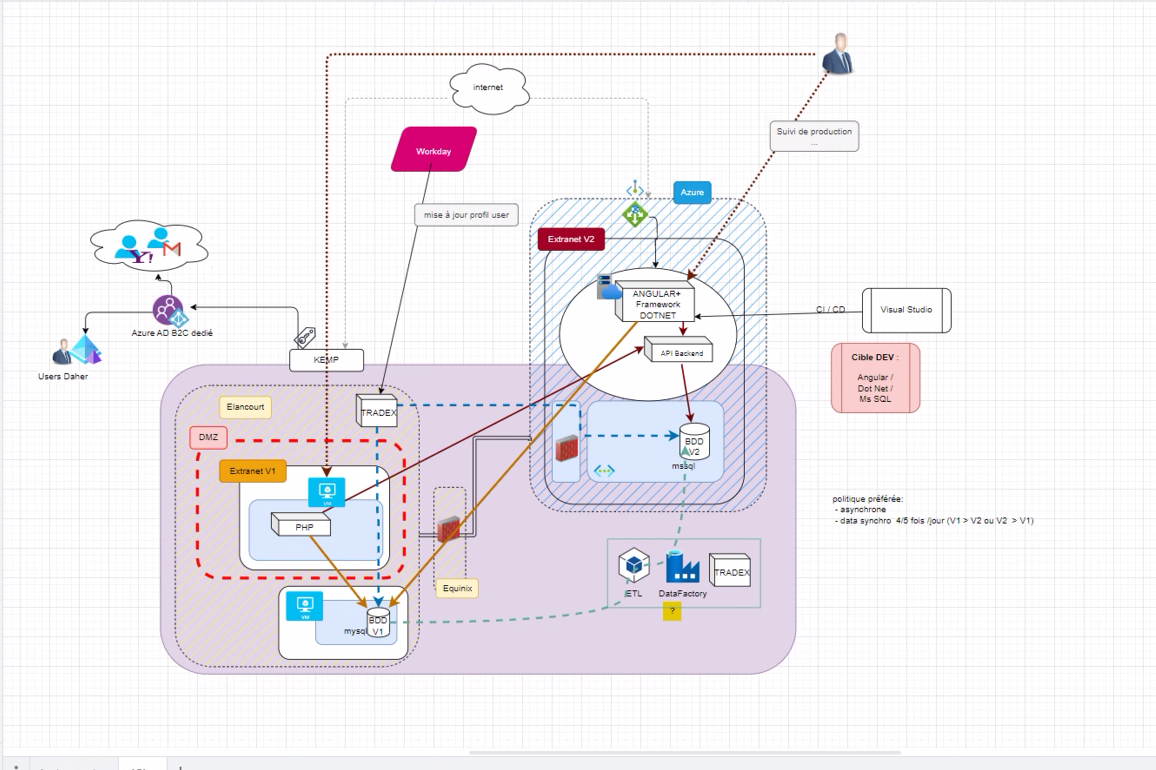 internet
Workday
Suivi de production
...
Azure
mise à jour profil user
Extranet V2
Y!
M
ANGULAR+
Framework
DOTNET
CI / CD
Visual Studio
Azure AD B2C dedié
API Backend
Cible DEV :
Angular /
Dot Net /
Ms SQL
KEMP
Users Daher
Elancourt
TRADEX
DMZ
BDD
V2
mssql
Extranet V1
VM
politique préférée:
- asynchrone
- data synchro 4/5 fois /jour (V1 > V2 ou V2 > V1)
PHP
Equinix
ETL
DataFactory
TRADEX
?
VM
BDD
V1
mysql